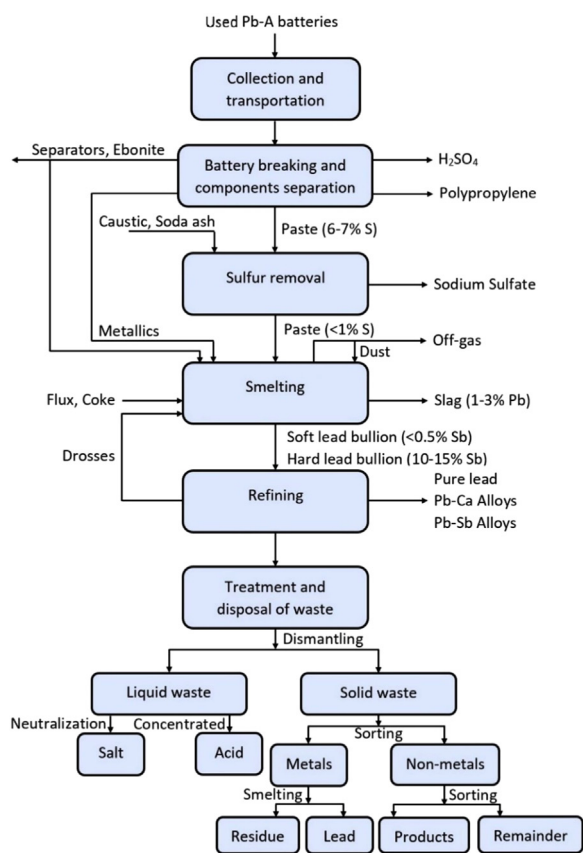 Used Pb-A batteries
Collection and
transportation
Separators, Ebonite
Battery breaking and
components separation
H₂SO₄
Polypropylene
Caustic, Soda ash
Paste (6-7% S)
Sulfur removal
Sodium Sulfate
Metallics
Paste (<1% S)
Off-gas
Dust
Smelting
Flux, Coke
Slag (1-3% Pb)
Soft lead bullion (<0.5% Sb)
Hard lead bullion (10-15% Sb)
Drosses
Refining
Pure lead
Pb-Ca Alloys
Pb-Sb Alloys
Treatment and
disposal of waste
Dismantling
Liquid waste
Solid waste
Neutralization
Concentrated
Sorting
Salt
Acid
Metals
Non-metals
Smelting
Sorting
Residue
Lead
Products
Remainder